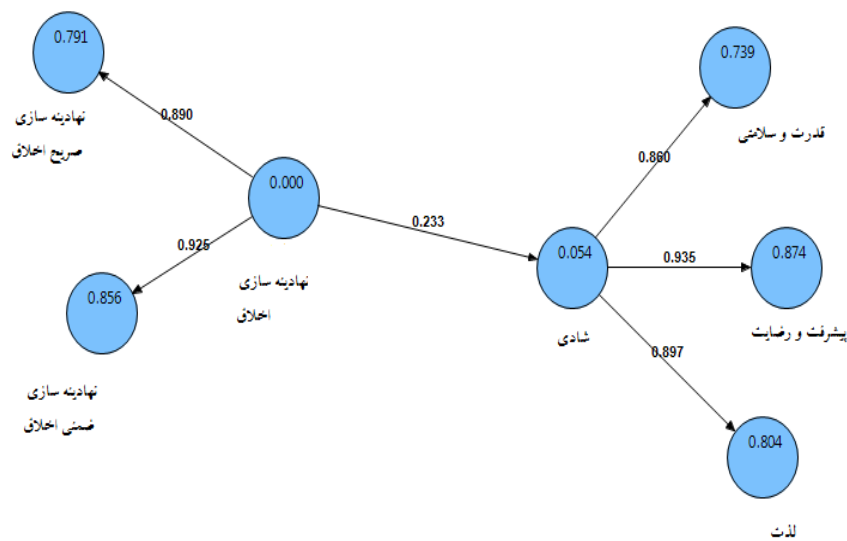 0.791
نهادینه سازی
صریح اخلاق
0.890
0.739
قدرت و سلامتی
0.860
0.000
نهادینه سازی
اخلاق
0.233
0.925
0.856
نهادینه سازی
ضمنی اخلاق
0.054
شادی
0.935
0.874
پیشرفت و رضایت
0.897
0.804
لذت